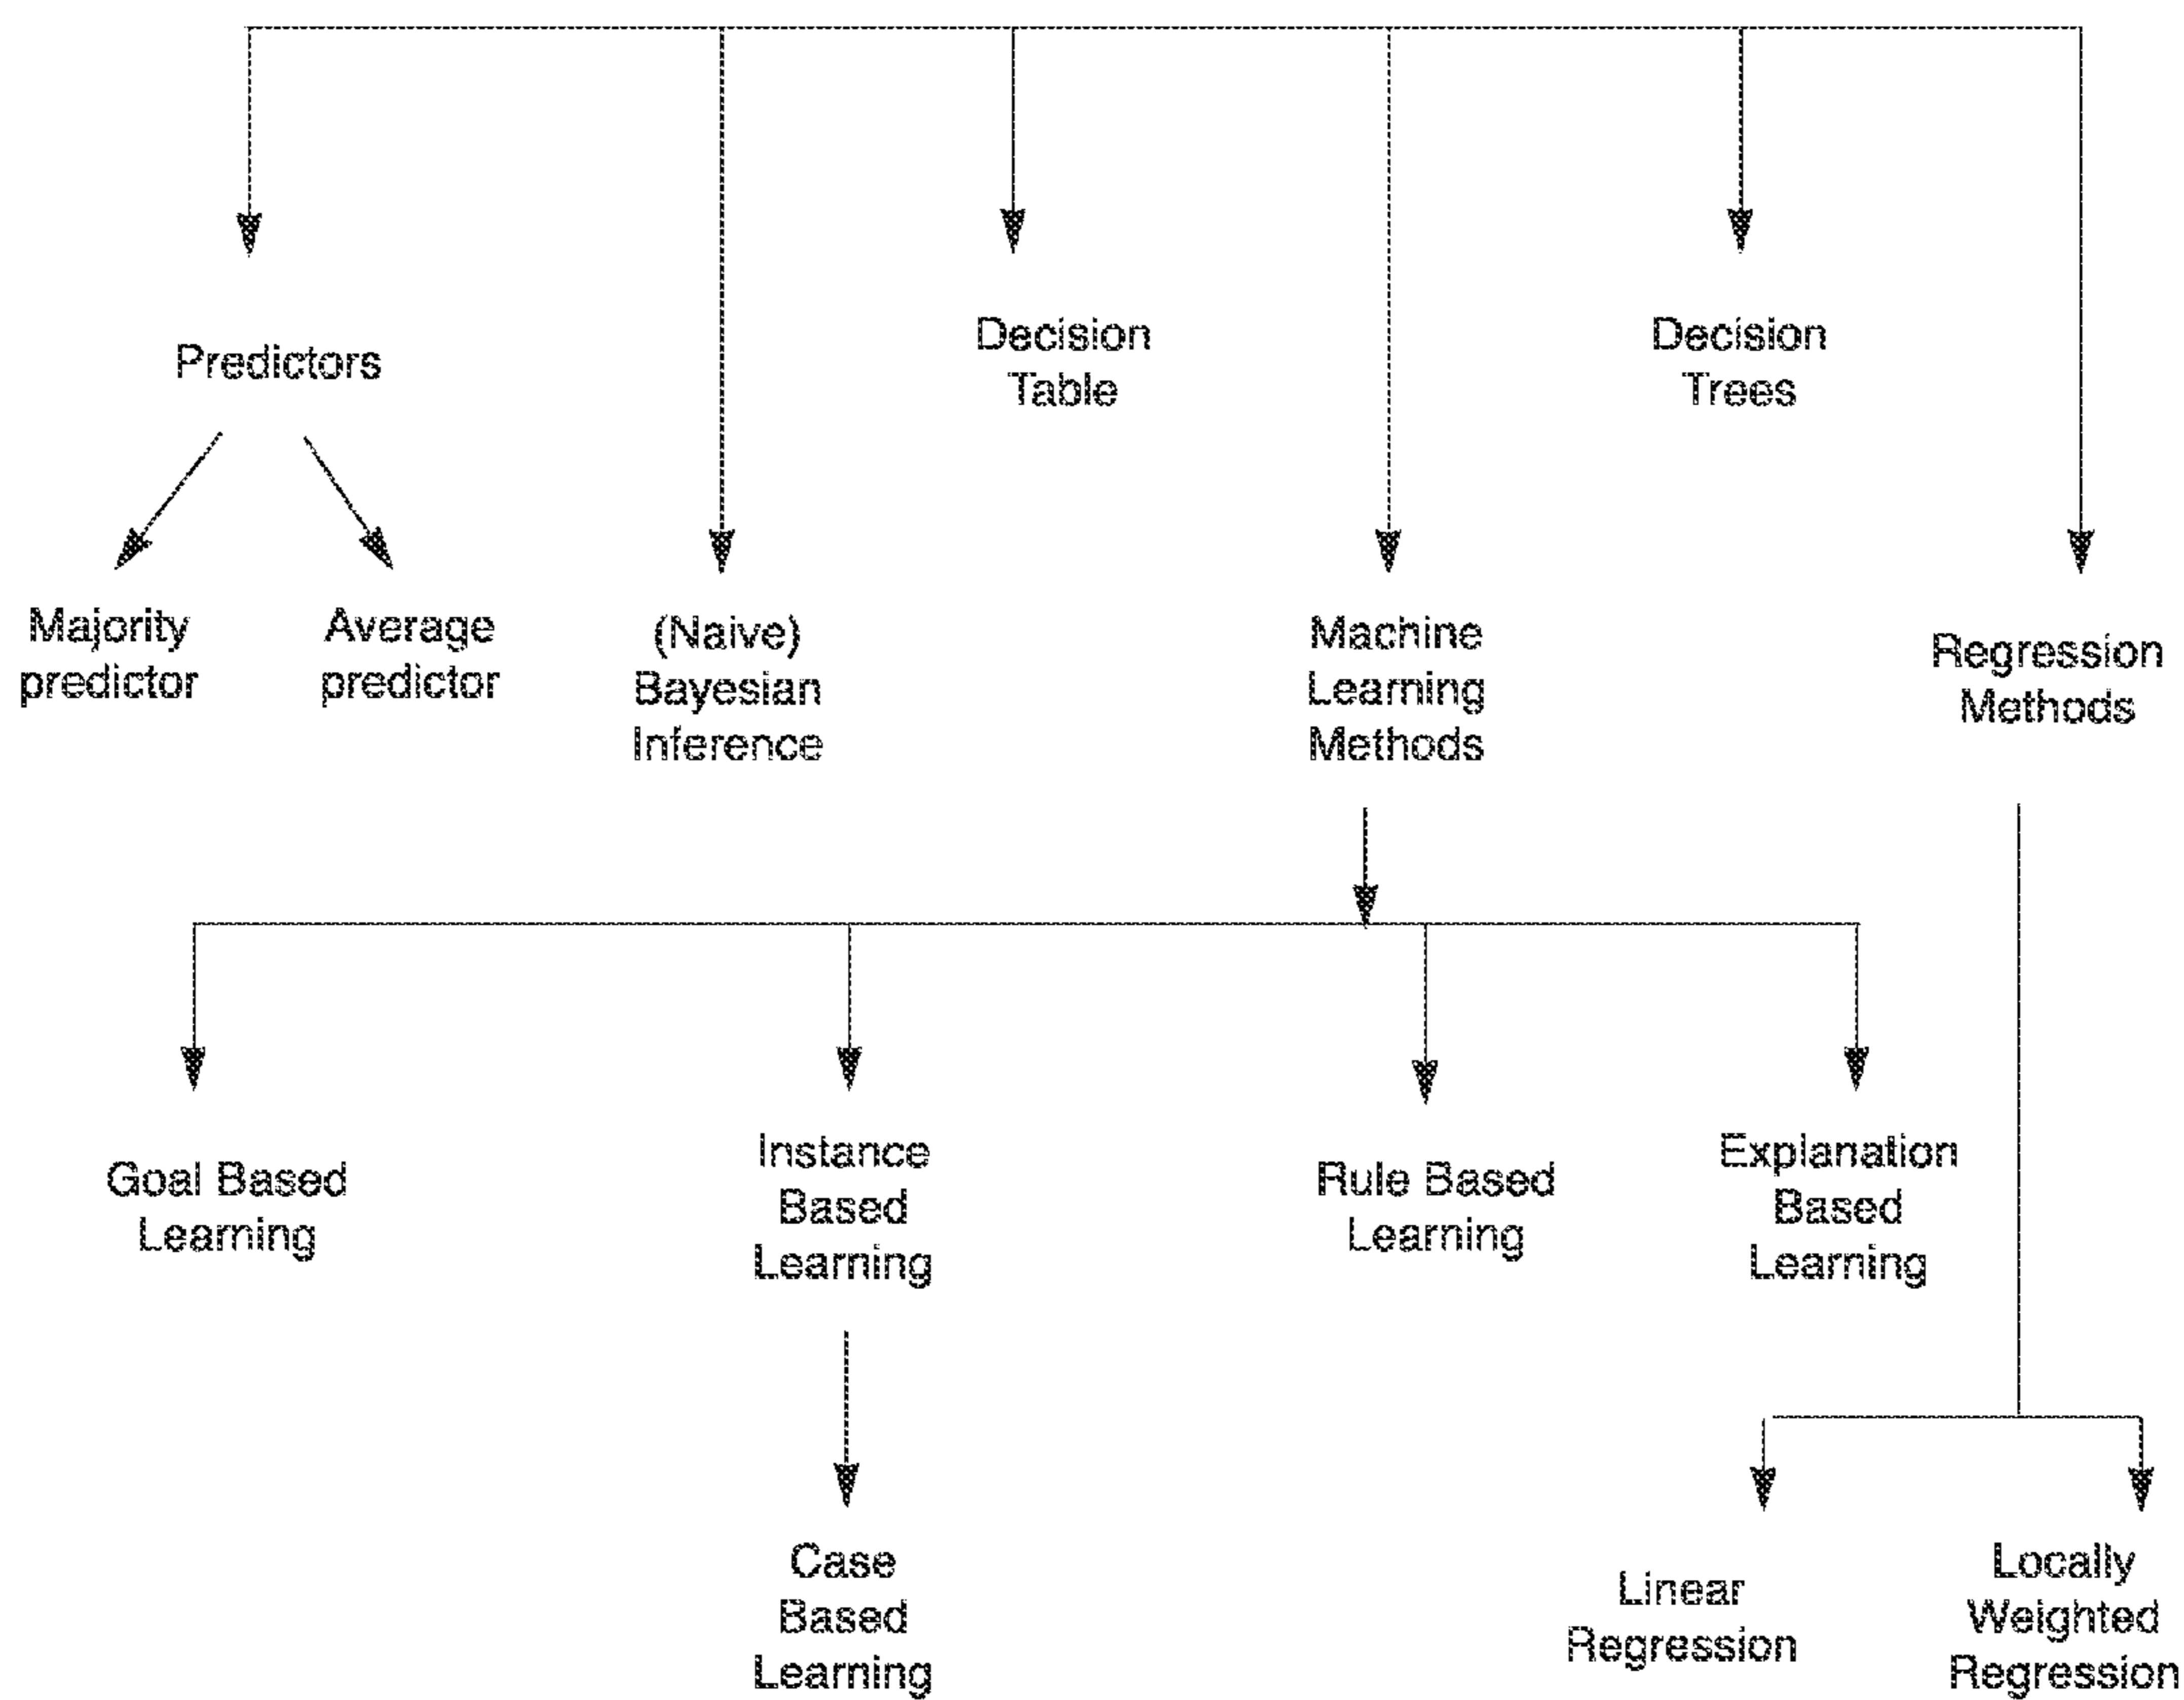 Predictors
Decision
Table
Decision
Trees
Majority
predictor
Average
predictor
(Naive)
Bayesian
Inference
Machine
Learning
Methods
Regression
Methods
Goal Based
Learning
Instance
Based
Learning
Rule Based
Learning
Explanation
Based
Learning
Case
Based
Learning
Linear
Regression
Locally
Weighted
Regression